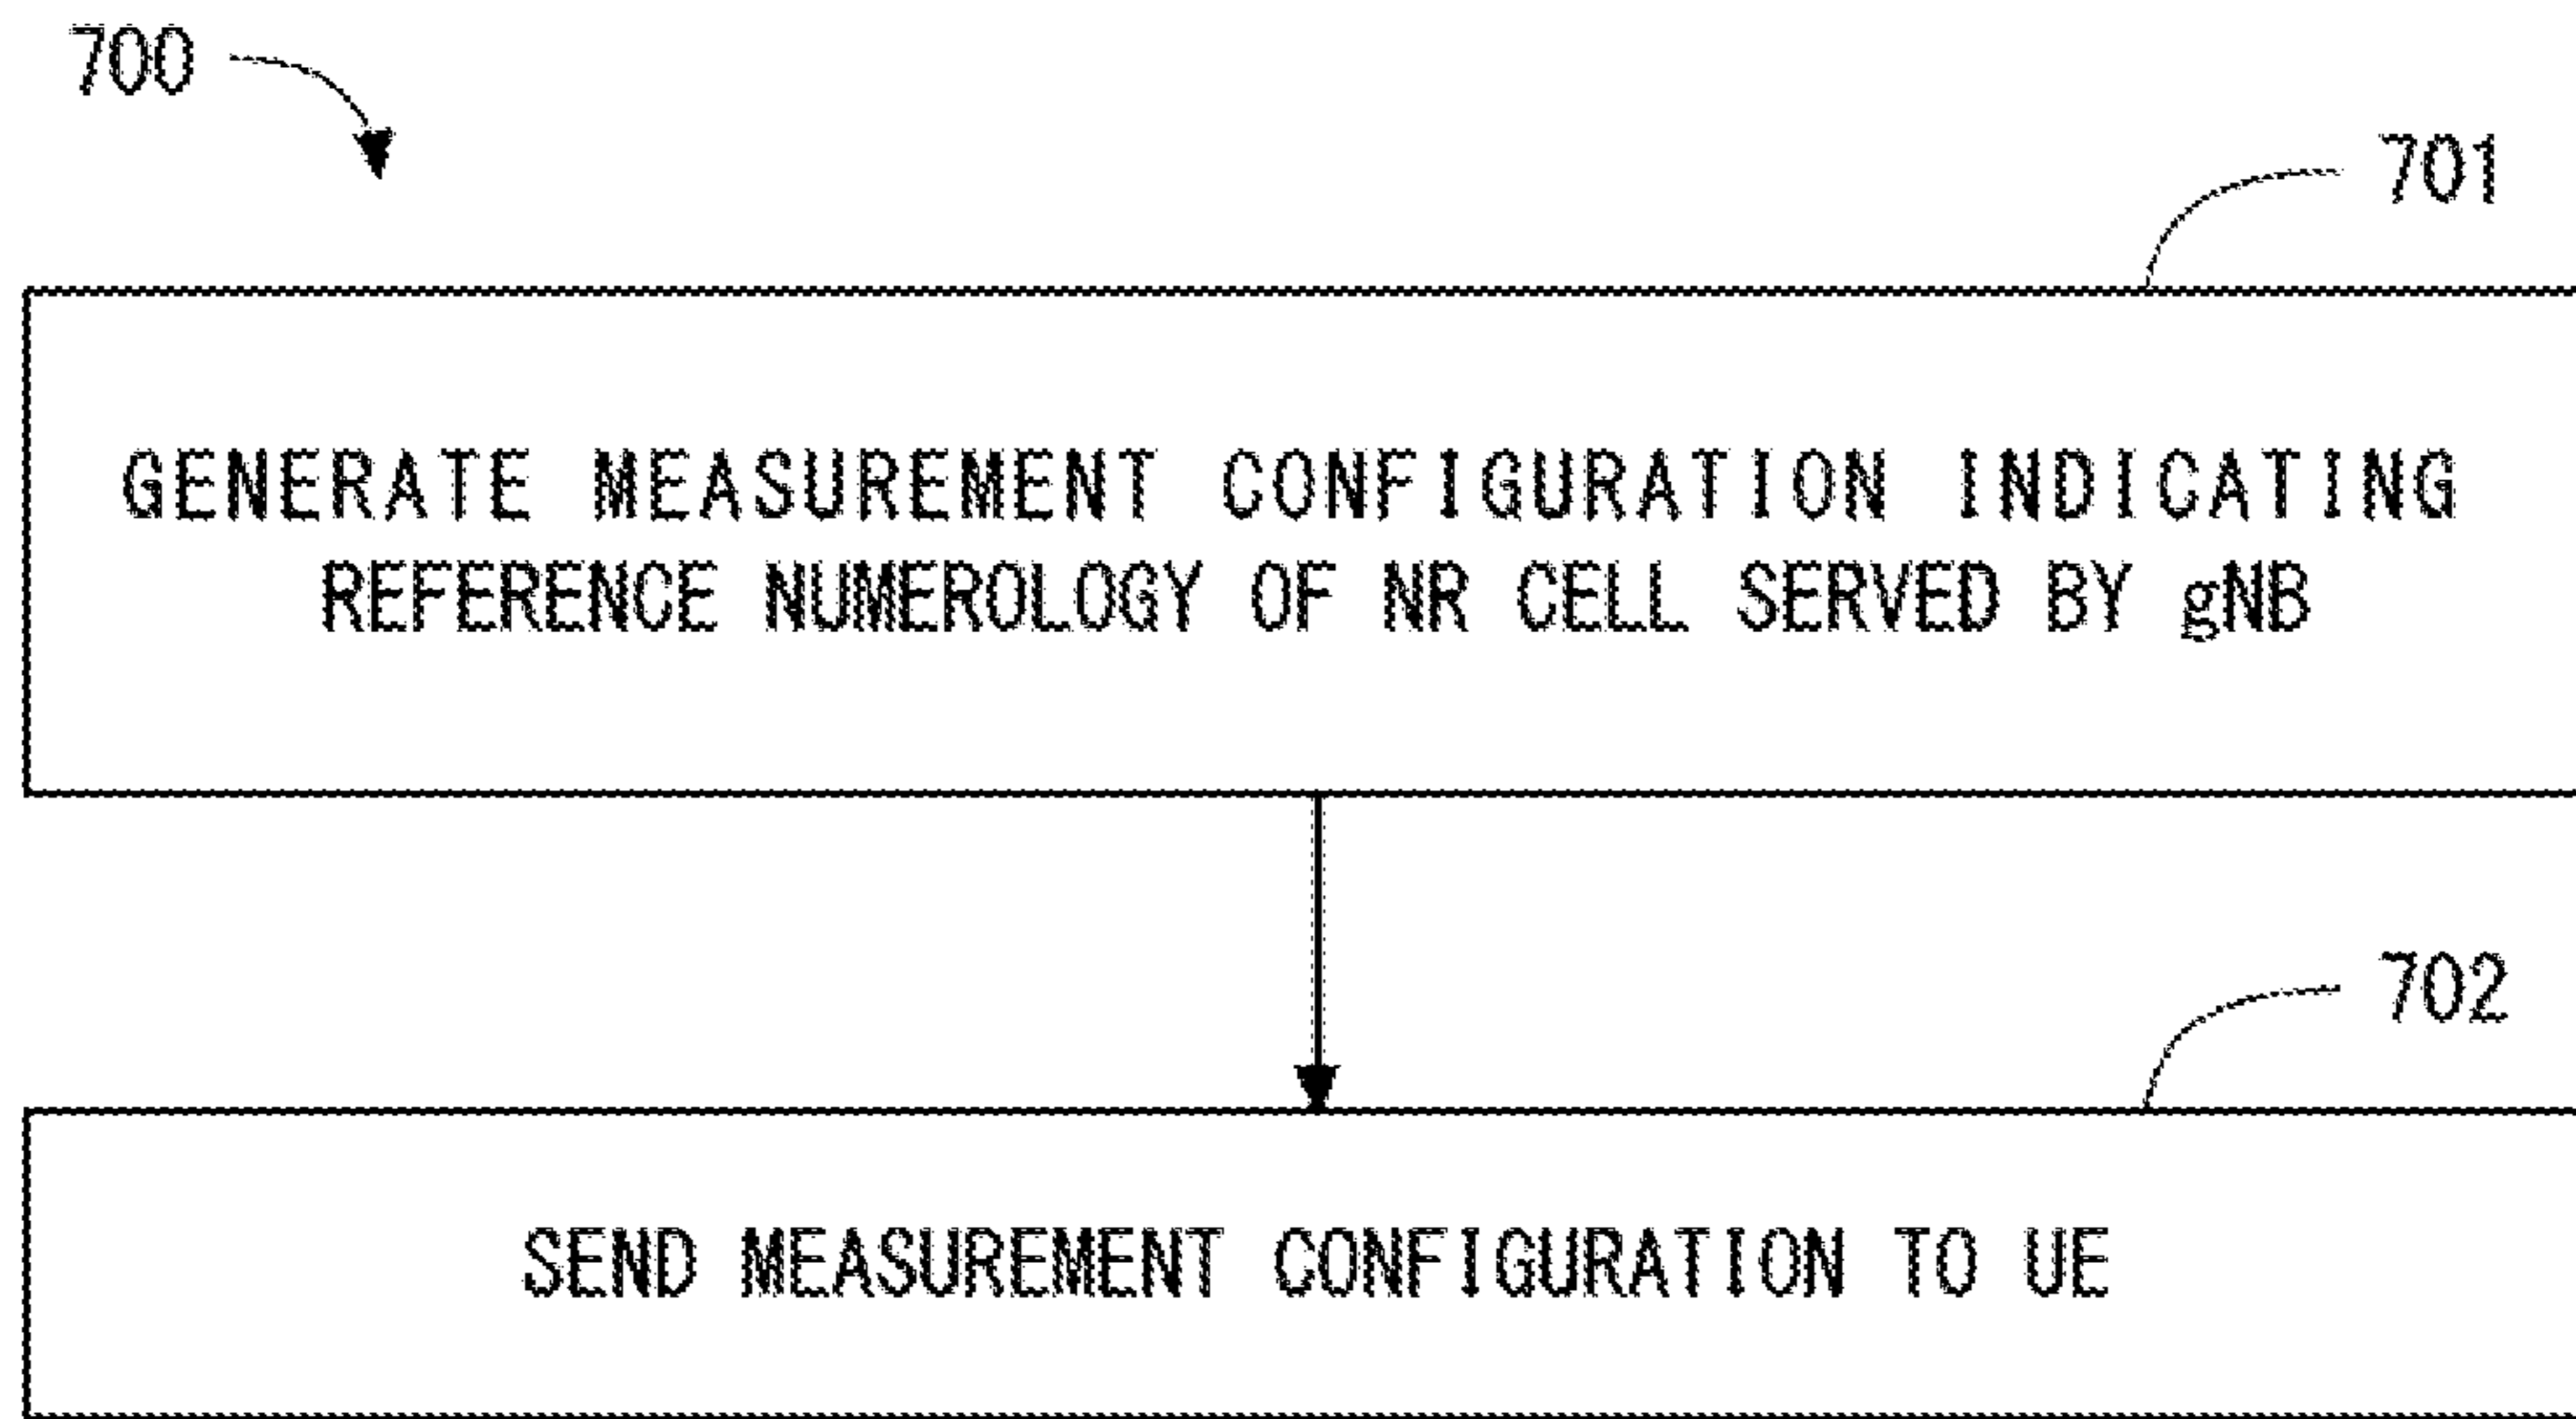 700
701
GENERATE MEASUREMENT CONFIGURATION INDICATING
REFERENCE NUMEROLOGY OF NR CELL SERVED BY gNB
702
SEND MEASUREMENT CONFIGURATION TO UE